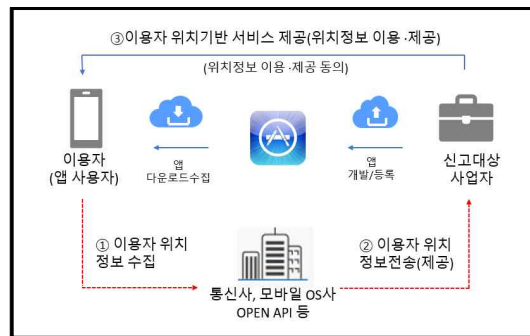 ③이용자 위치기반 서비스 제공(위치정보 이용·제공)
(위치정보 이용·제공 동의)
이용자
(앱 사용자)
앱
다운로드수집
앱
개발/등록
신고대상
사업자
① 이용자 위치
정보 수집
② 이용자 위치
정보전송(제공)
통신사, 모바일 OS사
OPEN API 등